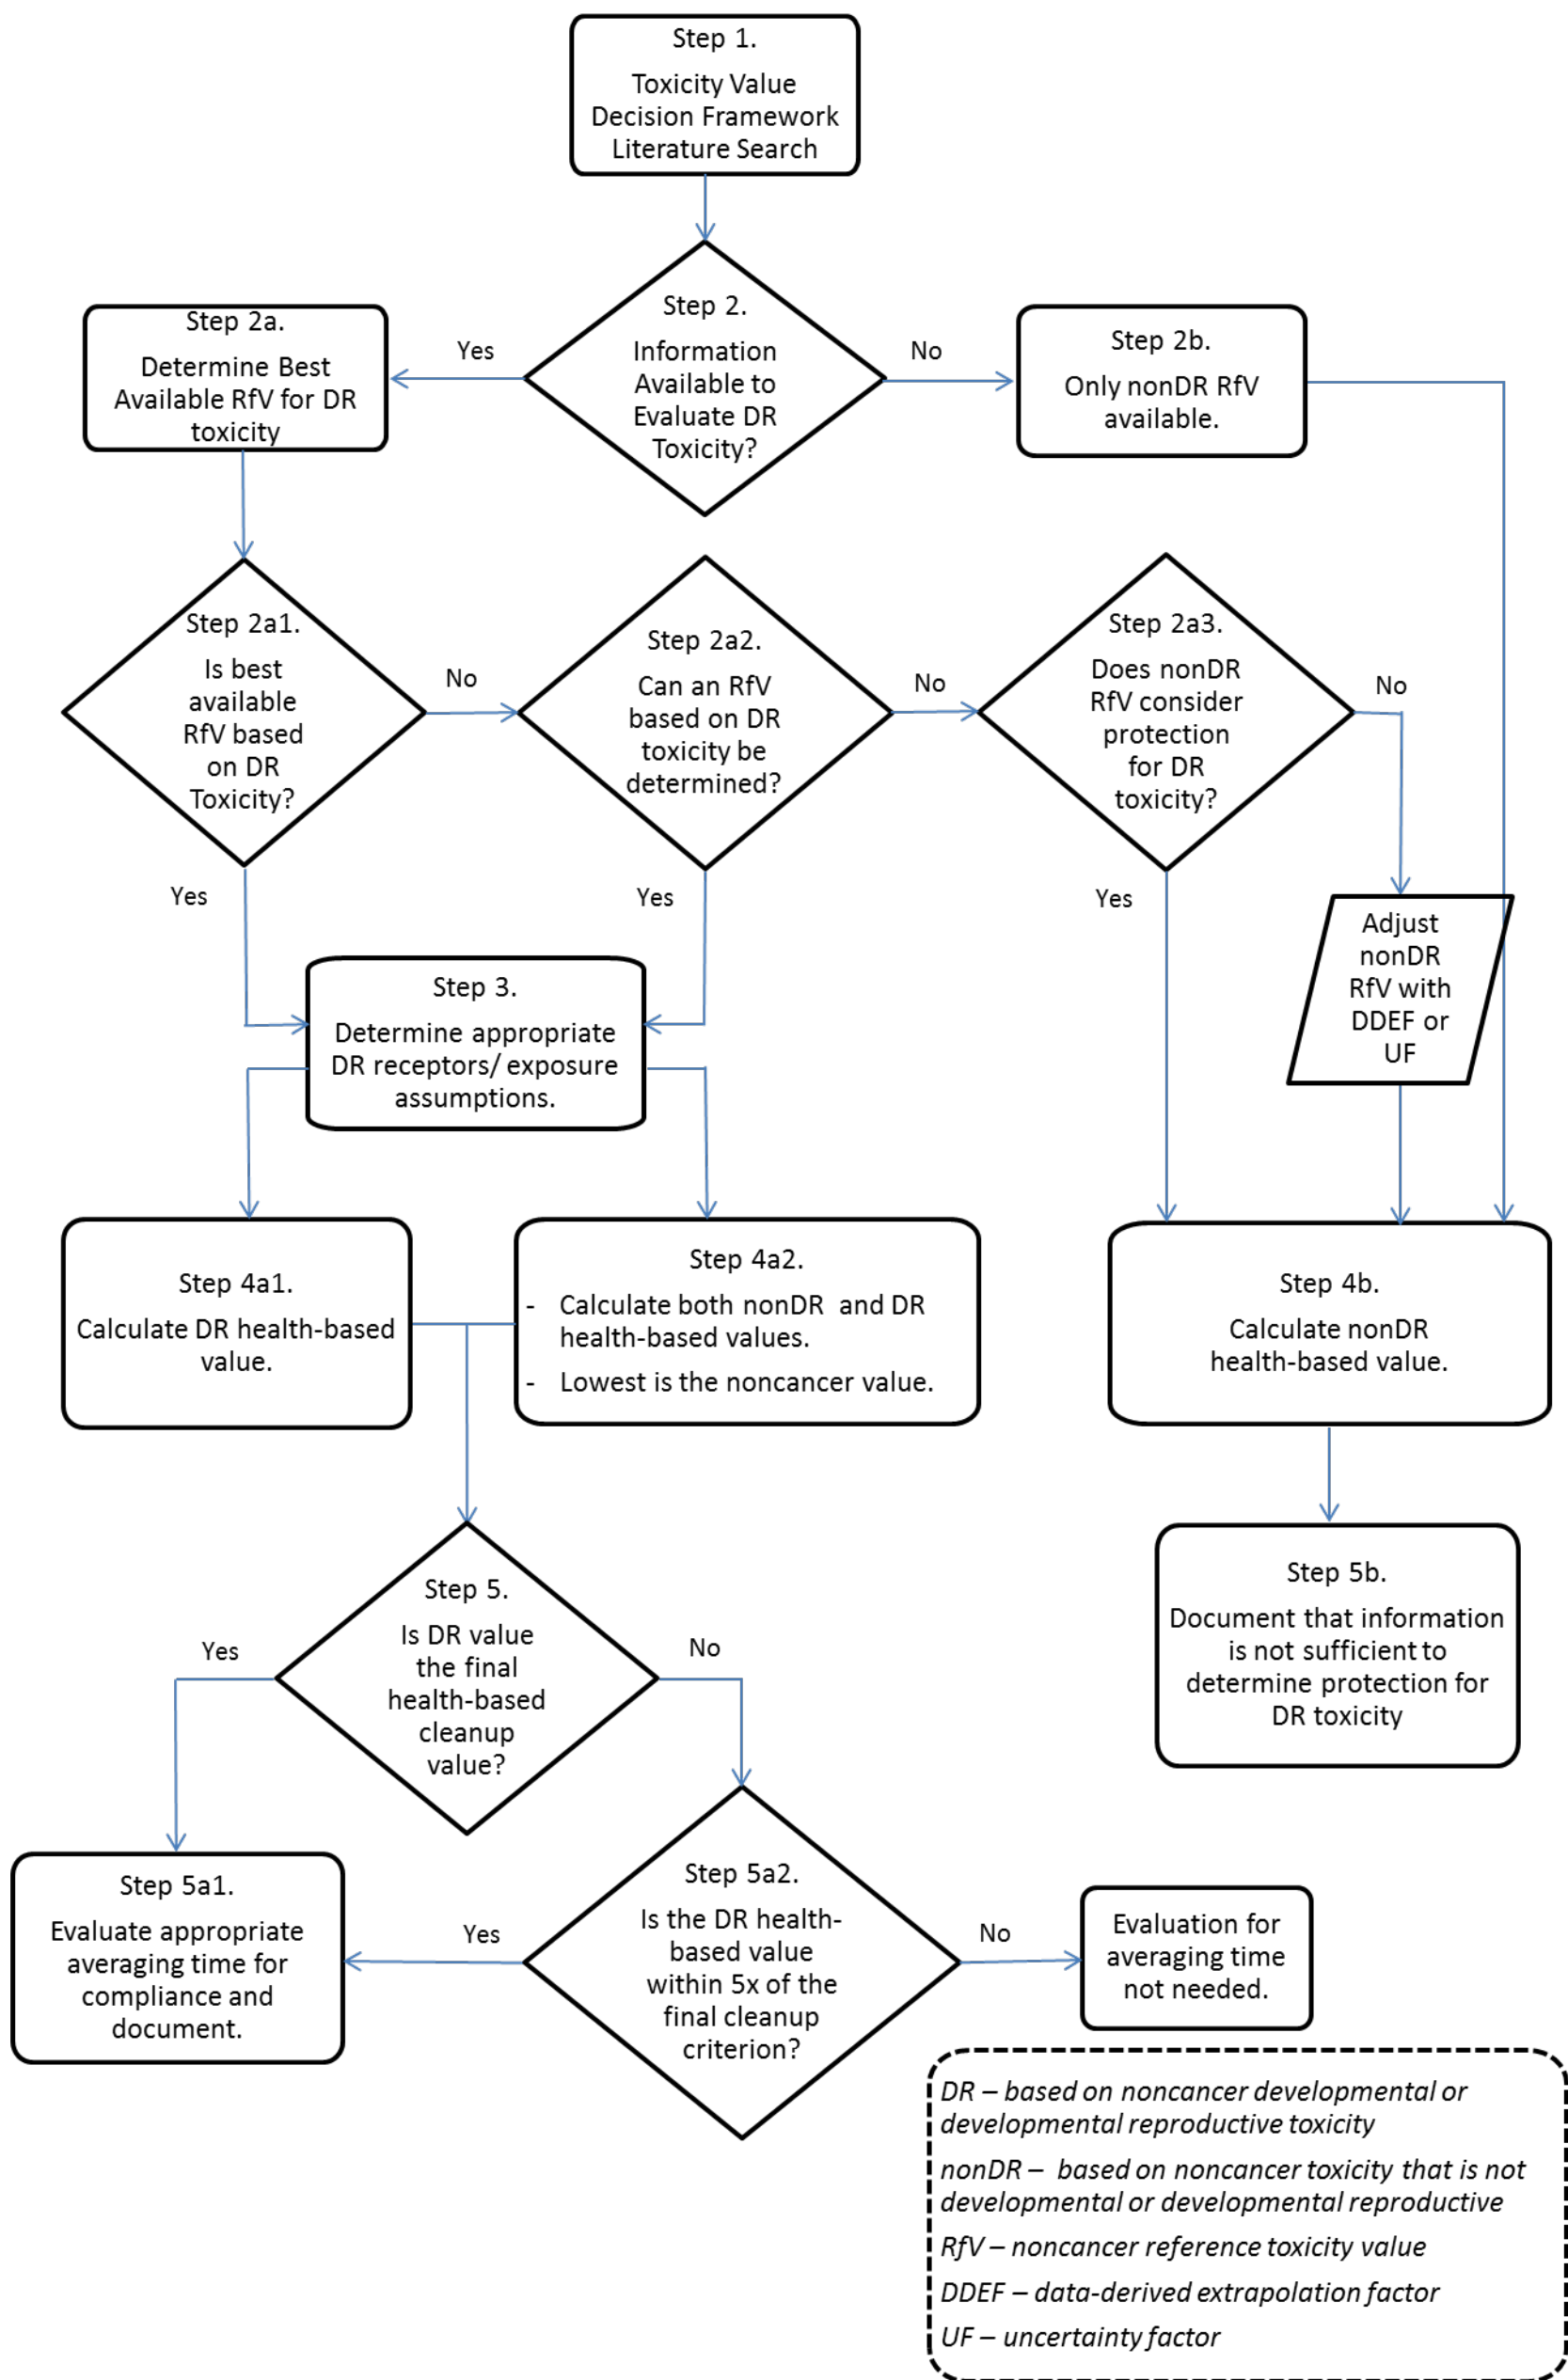 Step 1.
Toxicity Value
Decision Framework
Literature Search
Step 2.
Information
Available to
Evaluate DR
Toxicity?
Yes
No
Step 2a.
Determine Best
Available RfV for DR
toxicity
Step 2b.
Only nonDR RfV
available.
Step 2a1.
Is best
available
RfV based
on DR
Toxicity?
No
Yes
Step 2a2.
Can an RfV
based on DR
toxicity be
determined?
No
Yes
Step 2a3.
Does nonDR
RfV consider
protection
for DR
toxicity?
No
Yes
Adjust
nonDR
RfV with
DDEF or
UF
Step 3.
Determine appropriate
DR receptors/ exposure
assumptions.
Step 4a1.
Calculate DR health-based
value.
Step 4a2.
- Calculate both nonDR and DR
health-based values.
- Lowest is the noncancer value.
Step 4b.
Calculate nonDR
health-based value.
Step 5.
Is DR value
the final
health-based
cleanup
value?
Yes
No
Step 5b.
Document that information
is not sufficient to
determine protection for
DR toxicity
Step 5a1.
Evaluate appropriate
averaging time for
compliance and
document.
Yes
Step 5a2.
Is the DR health-
based value
within 5x of the
final cleanup
criterion?
No
Evaluation for
averaging time
not needed.
DR – based on noncancer developmental or
developmental reproductive toxicity
nonDR – based on noncancer toxicity that is not
developmental or developmental reproductive
RfV – noncancer reference toxicity value
DDEF – data-derived extrapolation factor
UF – uncertainty factor